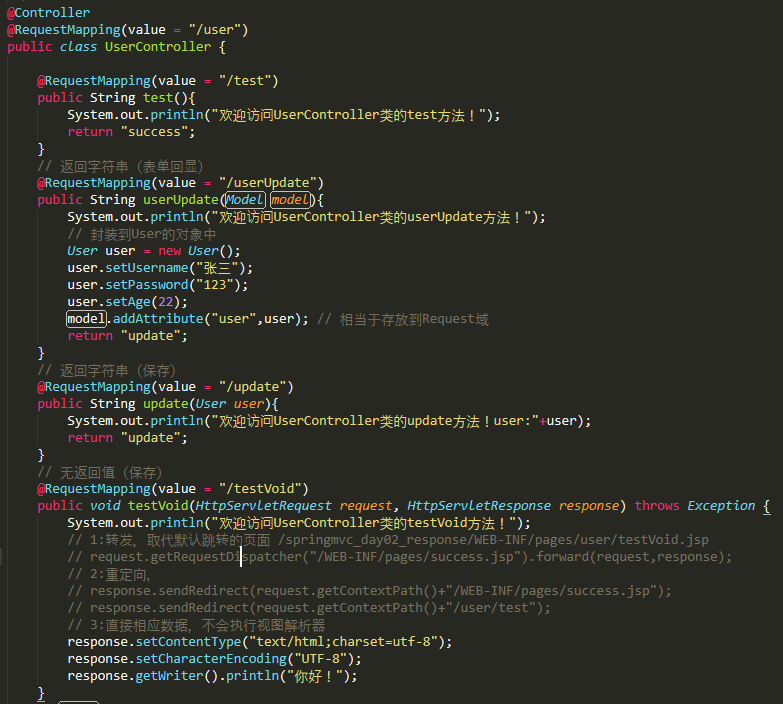 @Controller
@RequestMapping(value = "/user")
public class UserController {
@RequestMapping(value = "/test")
public String test(){
System.out.println("欢迎访问UserController类的test方法！");
return "success";
}
// 返回字符串（表单回显）
@RequestMapping(value = "/userUpdate")
public String userUpdate(Model model){
System.out.println("欢迎访问UserController类的userUpdate方法！");
// 封装到User的对象中
User user = new User();
user.setUsername("张三");
user.setPassword("123");
user.setAge(22);
model.addAttribute("user",user); // 相当于存放到Request域
return "update";
}
// 返回字符串（保存）
@RequestMapping(value = "/update")
public String update(User user){
System.out.println("欢迎访问UserController类的update方法！user:"+user);
return "update";
}
// 无返回值（保存）
@RequestMapping(value = "/testVoid")
public void testVoid(HttpServletRequest request, HttpServletResponse response) throws Exception {
System.out.println("欢迎访问UserController类的testVoid方法！");
// 1:转发，取代默认跳转的页面 /springmvc_day02_response/WEB-INF/pages/user/testVoid.jsp
// request.getRequestDispatcher("/WEB-INF/pages/success.jsp").forward(request,response);
// 2:重定向，
// response.sendRedirect(request.getContextPath()+"/WEB-INF/pages/success.jsp");
// response.sendRedirect(request.getContextPath()+"/user/test");
// 3:直接相应数据，不会执行视图解析器
response.setContentType("text/html;charset=utf-8");
response.setCharacterEncoding("UTF-8");
response.getWriter().println("你好！");
}